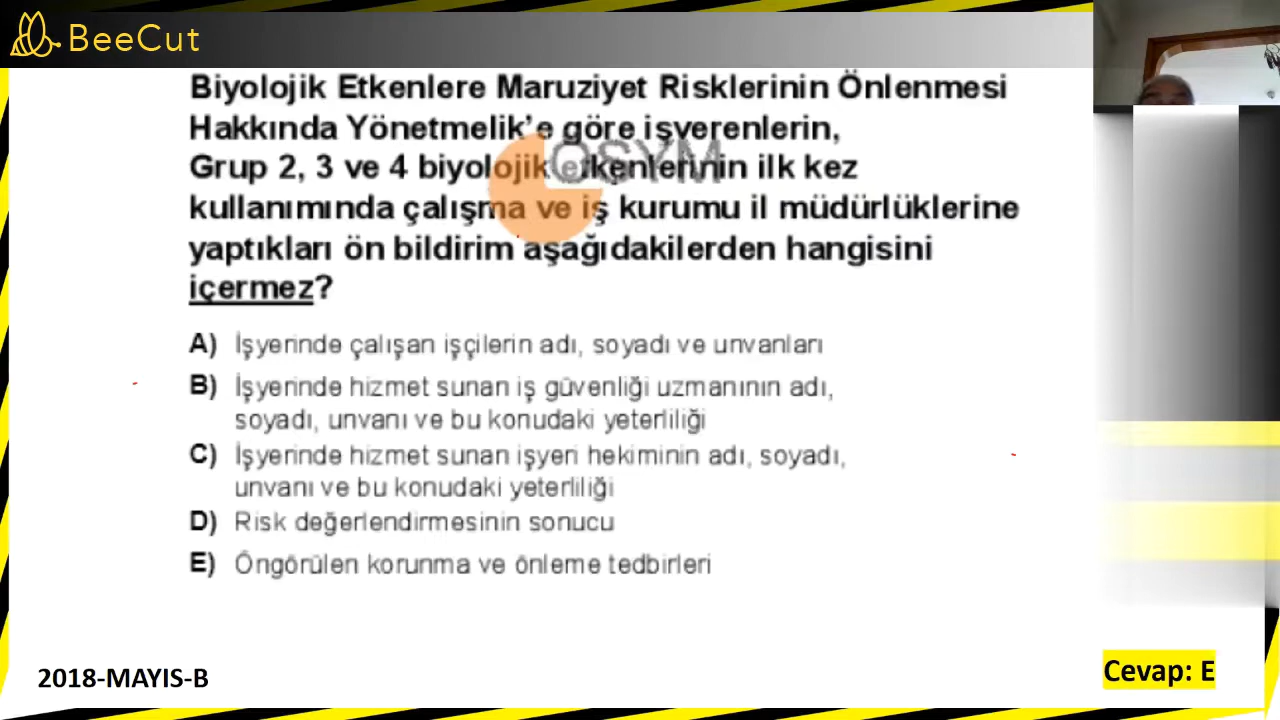 BeeCut
Biyolojik Etkenlere Maruziyet Risklerinin Önlenmesi
Hakkında Yönetmelik'e göre işverenlerin,
Grup 2, 3 ve 4 biyolojik etkenlerinin ilk kez
kullanımında çalışma ve iş kurumu il müdürlüklerine
yaptıkları ön bildirim aşağıdakilerden hangisini
içermez?
ÖSYM
A) İşyerinde çalışan işçilerin adı, soyadı ve unvanları
B) İşyerinde hizmet sunan iş güvenliği uzmanının adı,
soyadı, unvanı ve bu konudaki yeterliliği
C) İşyerinde hizmet sunan işyeri hekiminin adı, soyadı,
unvanı ve bu konudaki yeterliliği
D) Risk değerlendirmesinin sonucu
E) Öngörülen korunma ve önleme tedbirleri
2018-MAYIS-B
Cevap: E